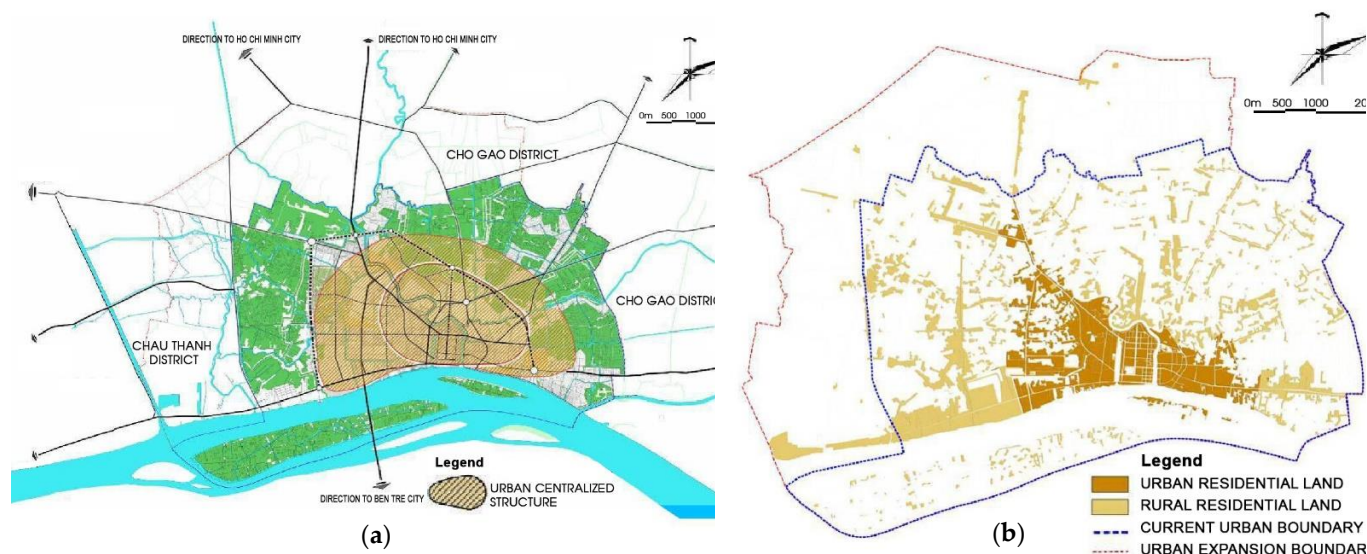 DIRECTION TO HO CHI MINH CITY
DIRECTION TO HO CHI MINH CITY
0m 500 1000
CHO GAO DISTRICT
CHO GAO DISTRIC
CHAU THANH
DISTRICT
DIRECTION TO BEN TRE CITY
Legend
URBAN CENTRALIZED
STRUCTURE
(a)
0m 500 1000 20
Legend
URBAN RESIDENTIAL LAND
RURAL RESIDENTIAL LAND
CURRENT URBAN BOUNDARY
URBAN EXPANSION BOUNDAR
(b)